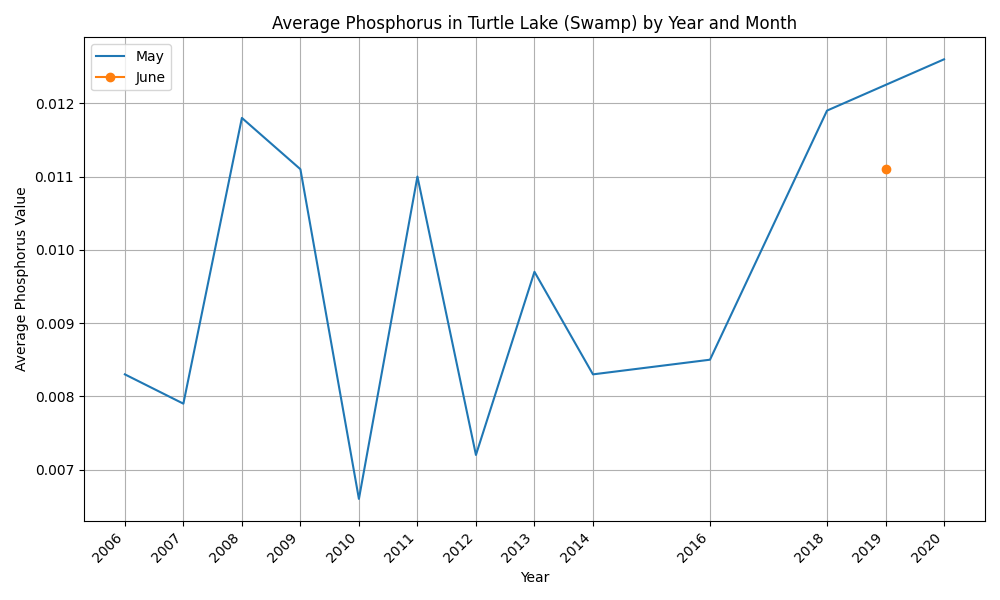 Average Phosphorus in Turtle Lake (Swamp) by Year and Month
May
June
0.012
0.011
0.010
0.009
0.008
0.007
Average Phosphorus Value
2006 2007 2008 2009 2010 2011 2012 2013 2014 2016 2018 2019 2020
Year